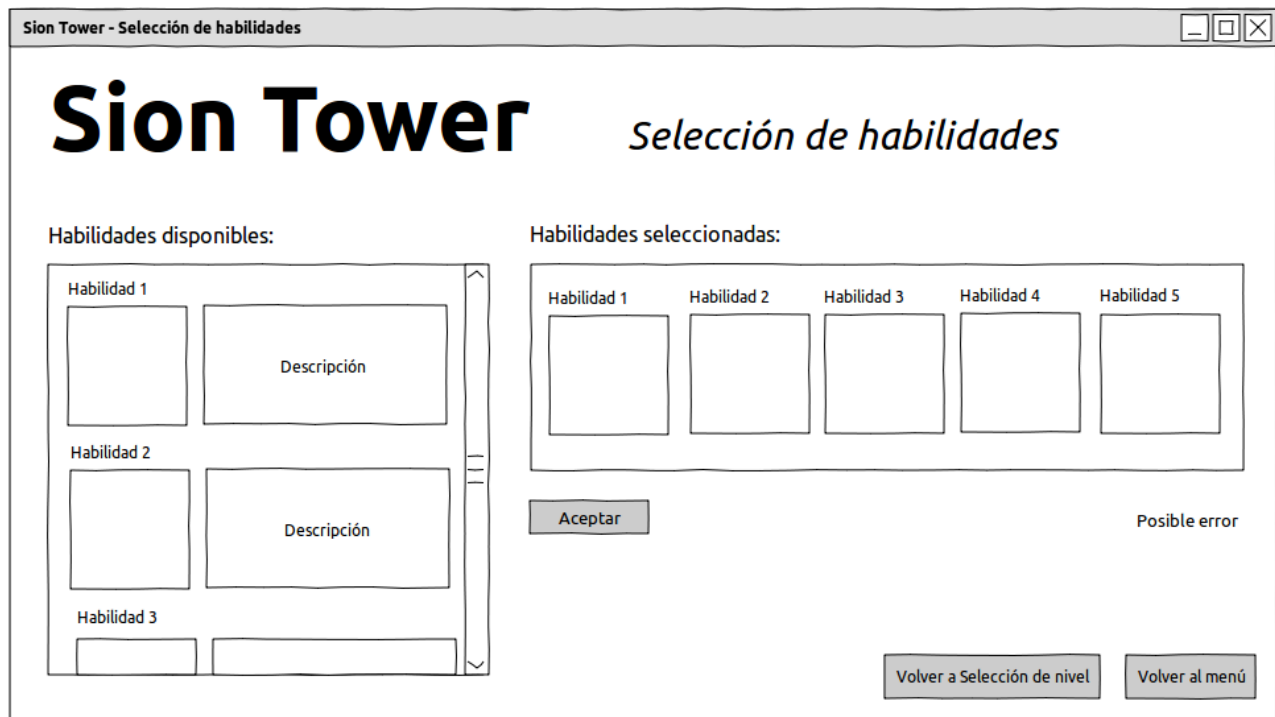 Sion Tower - Selección de habilidades
Sion Tower
Selección de habilidades
Habilidades disponibles:
Habilidad 1
Descripción
Habilidad 2
Descripción
Habilidad 3
Habilidades seleccionadas:
Habilidad 1
Habilidad 2
Habilidad 3
Habilidad 4
Habilidad 5
Aceptar
Posible error
Volver a Selección de nivel
Volver al menú